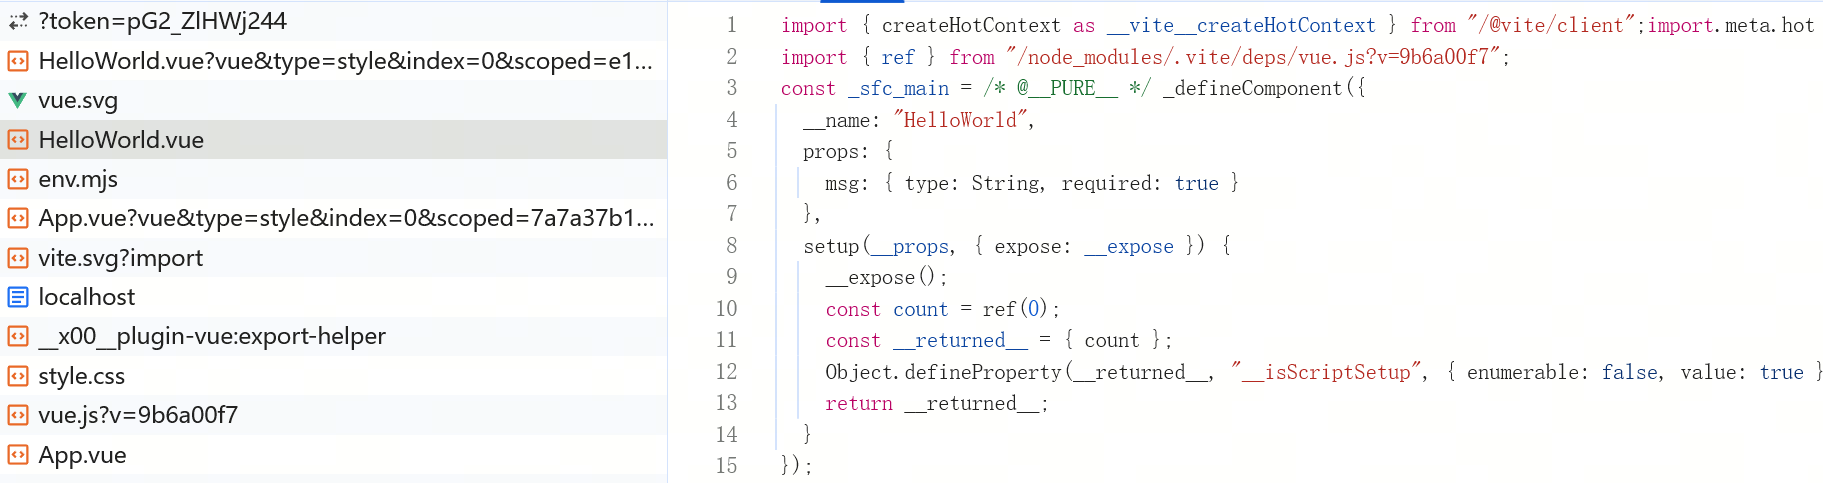 ?token=pG2_ZlHWj244
HelloWorld.vue?vue&type=style&index=0&scoped=e1...
vue.svg
HelloWorld.vue
env.mjs
App.vue?vue&type=style&index=0&scoped=7a7a37b1...
vite.svg?import
localhost
__x00__plugin-vue:export-helper
style.css
vue.js?v=9b6a00f7
App.vue
1 import { createHotContext as __vite__createHotContext } from "/@vite/client";import.meta.hot
2 import { ref } from "/node_modules/.vite/deps/vue.js?v=9b6a00f7";
3 const _sfc_main = /* @__PURE__ */ _defineComponent({
4 __name: "HelloWorld",
5 props: {
6 msg: { type: String, required: true }
7 },
8 setup(__props, { expose: __expose }) {
9 __expose();
10 const count = ref(0);
11 const __returned__ = { count };
12 Object.defineProperty(__returned__, "__isScriptSetup", { enumerable: false, value: true }
13 return __returned__;
14 }
15 });